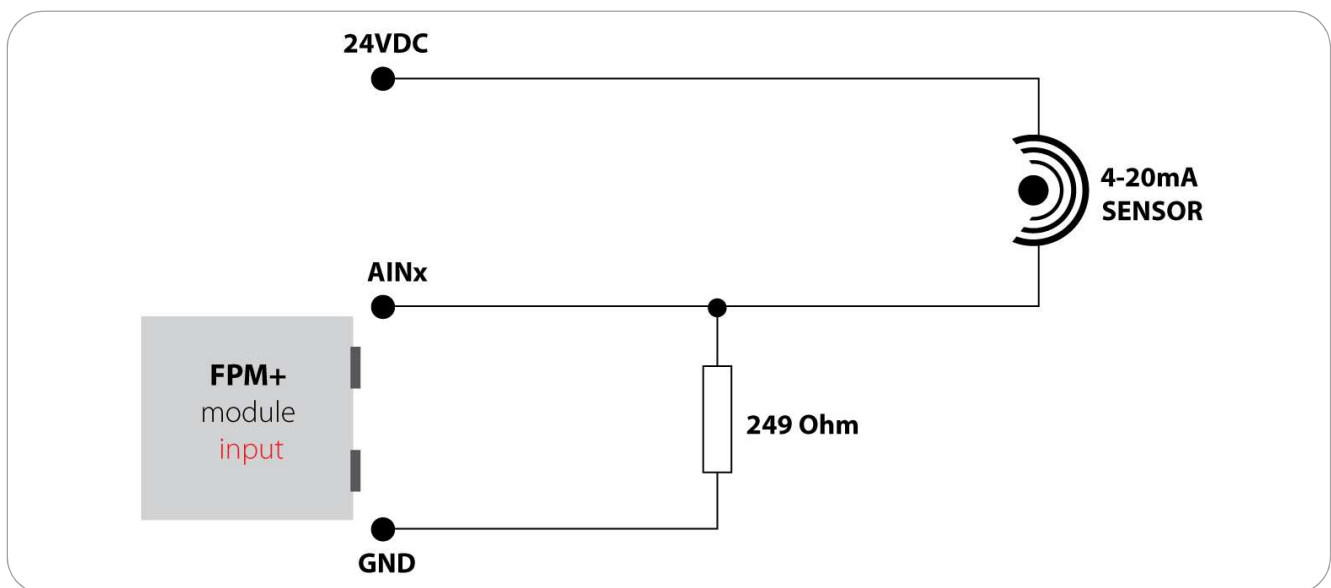 24VDC
4-20mA
SENSOR
AINx
FPM+
module
input
249 Ohm
GND